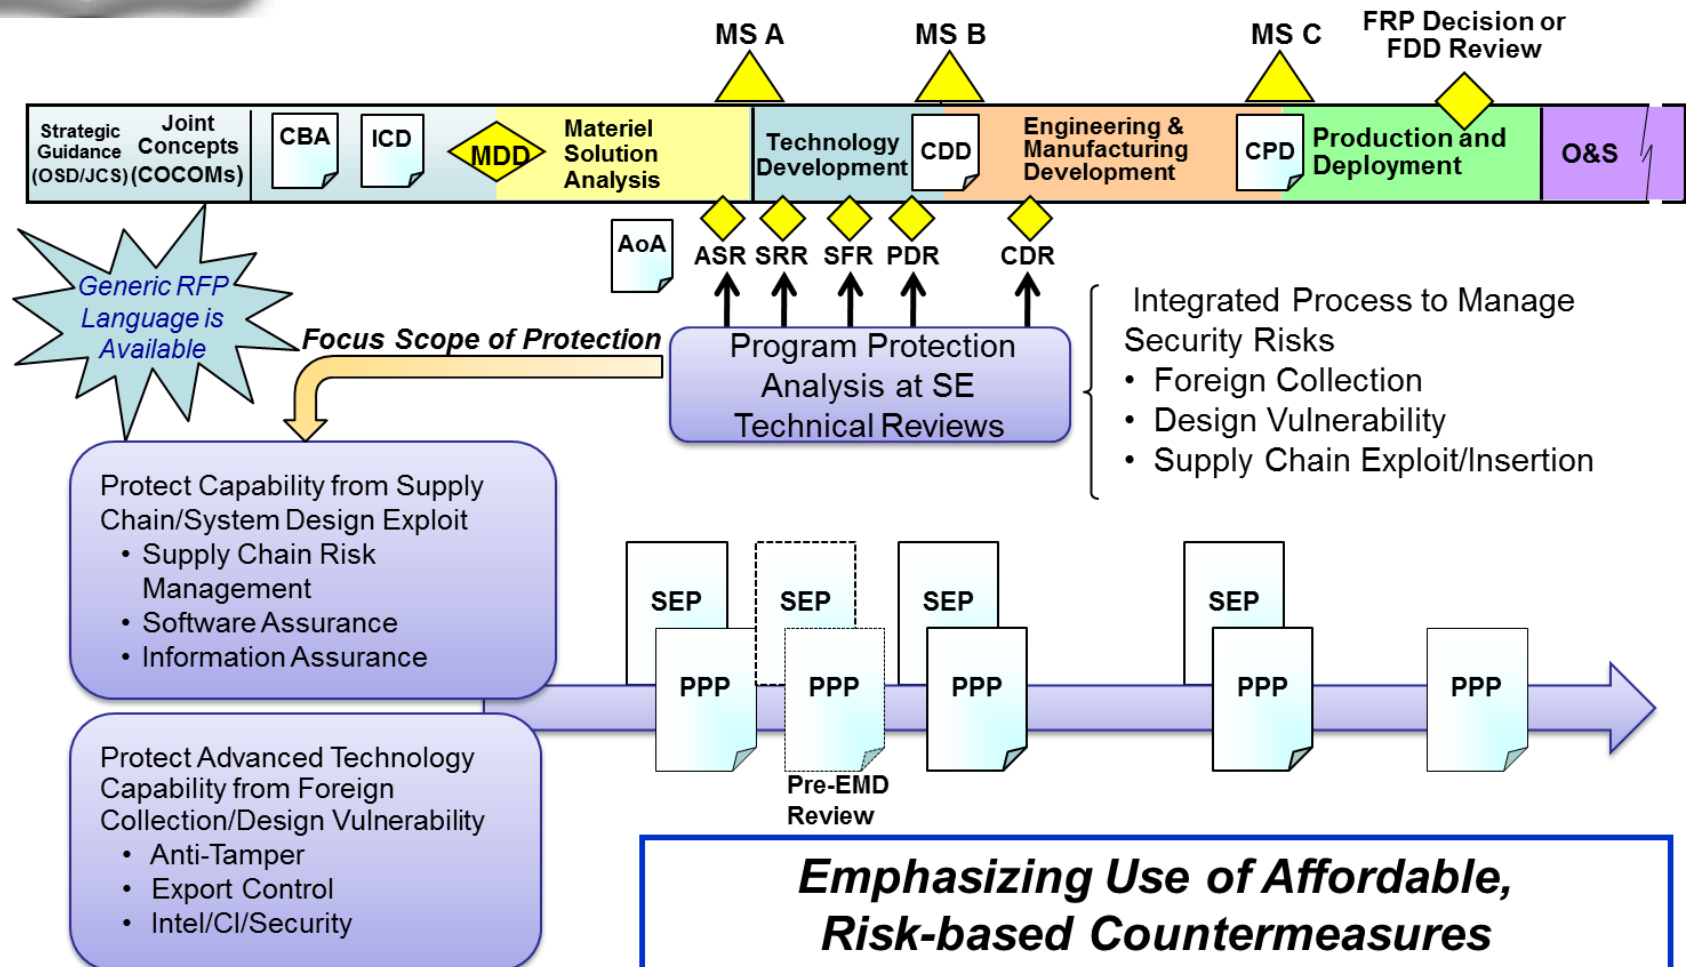 MS A
MS B
MS C
FRP Decision or
FDD Review
Strategic
Guidance
(OSD/JCS)
Joint
Concepts
(COCOMs)
CBA
ICD
MDD
Materiel
Solution
Analysis
Technology
Development
CDD
Engineering &
Manufacturing
Development
CPD
Production and
Deployment
O&S
AoA
ASR
SRR
SFR
PDR
CDR
Generic RFP
Language is
Available
Focus Scope of Protection
Program Protection
Analysis at SE
Technical Reviews
Integrated Process to Manage
Security Risks
• Foreign Collection
• Design Vulnerability
• Supply Chain Exploit/Insertion
Protect Capability from Supply
Chain/System Design Exploit
• Supply Chain Risk
Management
• Software Assurance
• Information Assurance
SEP
SEP
SEP
SEP
PPP
PPP
PPP
PPP
PPP
Pre-EMD
Review
Protect Advanced Technology
Capability from Foreign
Collection/Design Vulnerability
• Anti-Tamper
• Export Control
• Intel/CI/Security
Emphasizing Use of Affordable,
Risk-based Countermeasures